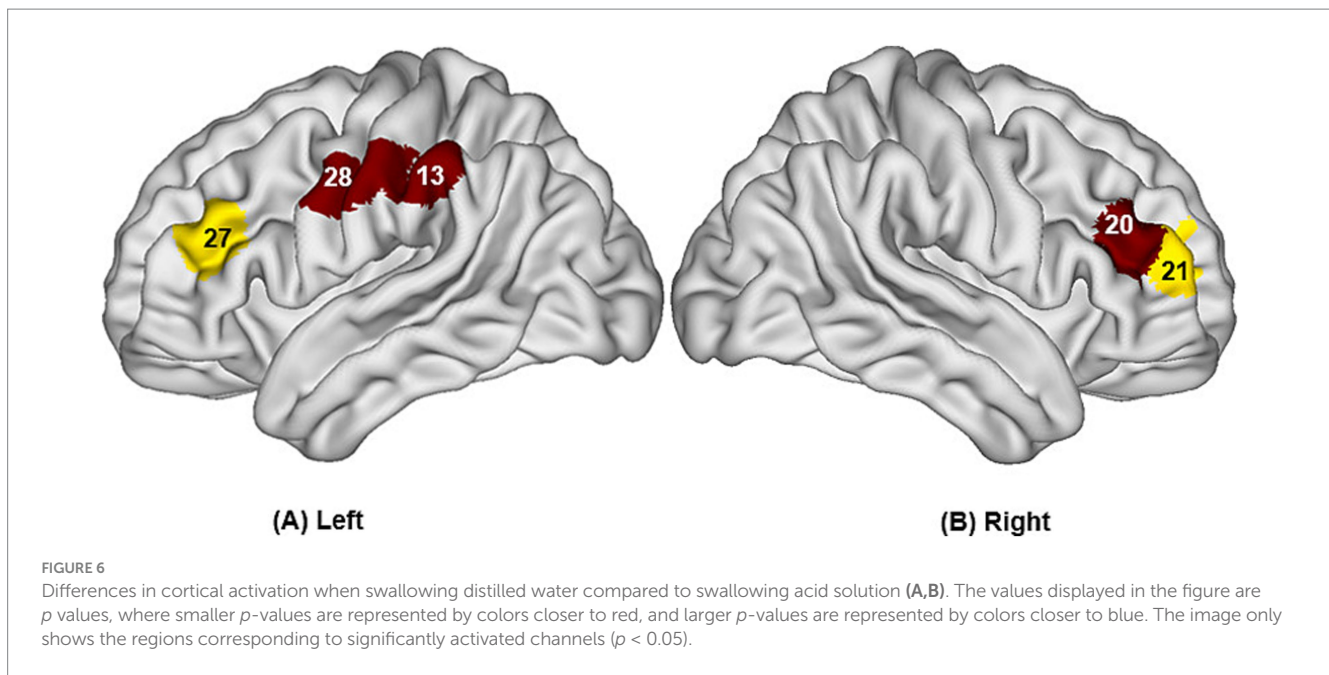 28
13
27
20
21
(A) Left
(B) Right
FIGURE 6
Differences in cortical activation when swallowing distilled water compared to swallowing acid solution (A,B). The values displayed in the figure are
p values, where smaller p-values are represented by colors closer to red, and larger p-values are represented by colors closer to blue. The image only
shows the regions corresponding to significantly activated channels (p < 0.05).